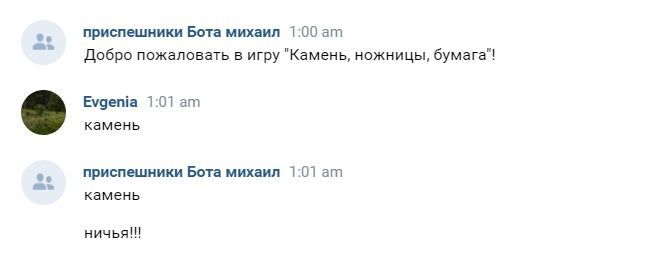 приспешники Бота михаил 1:00 am
Добро пожаловать в игру "Камень, ножницы, бумага"!
Evgenia 1:01 am
камень
приспешники Бота михаил 1:01 am
камень
ничья!!!